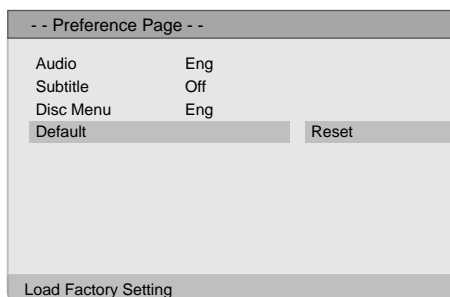 - - Preference Page - -
Audio Eng
Subtitle Off
Disc Menu Eng
Default Reset
Load Factory Setting